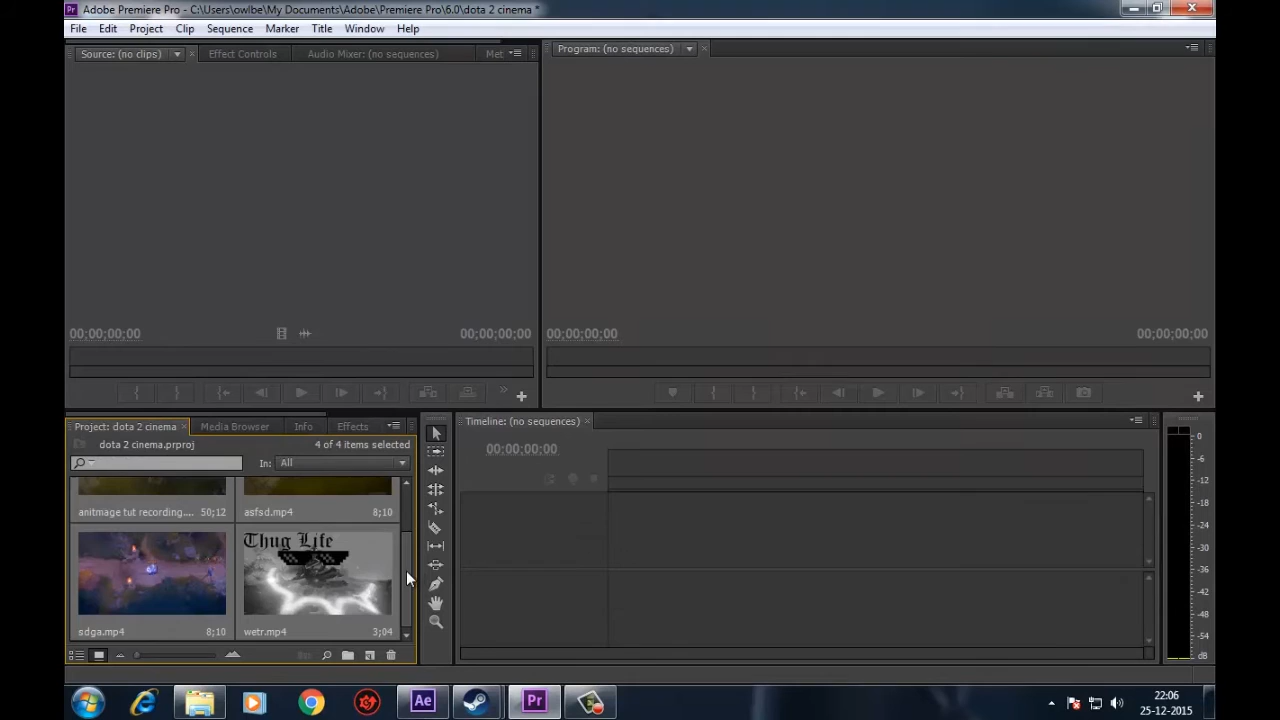 Pr Adobe Premiere Pro - C:\Users\owlbe\My Documents\Adobe\Premiere Pro\6.0\dota 2 cinema *
File Edit Project Clip Sequence Marker Title Window Help
Source: (no clips) Effect Controls Audio Mixer: (no sequences) Met
Program: (no sequences)
00;00;00;00 00;00;00;00
00;00;00;00 00;00;00;00
Project: dota 2 cinema Media Browser Info Effects
dota 2 cinema.prproj 4 of 4 items selected
In: All
anitmage tut recording.... 50;12 asfsd.mp4 8;10
Thug Life
sdga.mp4 8;10 wetr.mp4 3;04
Timeline: (no sequences)
00:00:00:00
0
-6
-12
-18
-24
-30
-36
-42
-48
-54
dB
Ae Pr
22:06
25-12-2015